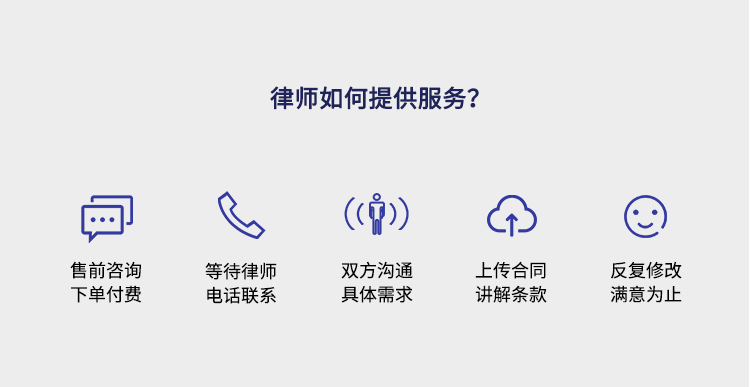 律师如何提供服务？
售前咨询
下单付费
等待律师
电话联系
双方沟通
具体需求
上传合同
讲解条款
反复修改
满意为止